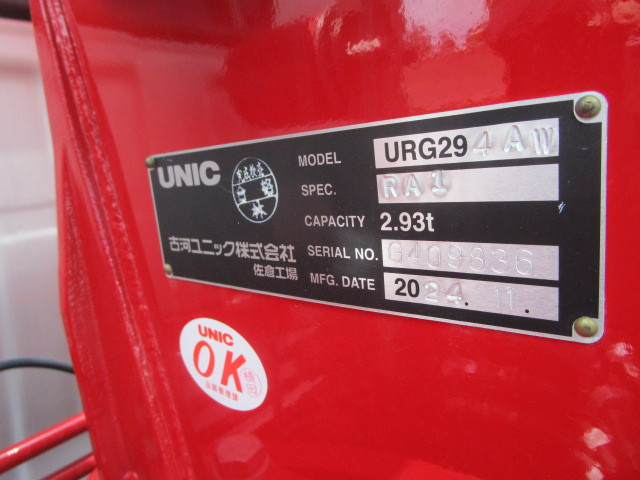 UNIC
MODEL URG294AW
SPEC. RA1
CAPACITY 2.93t
SERIAL NO. G409836
MFG. DATE 2024.11.
古河ユニック株式会社
佐倉工場
UNIC
OK